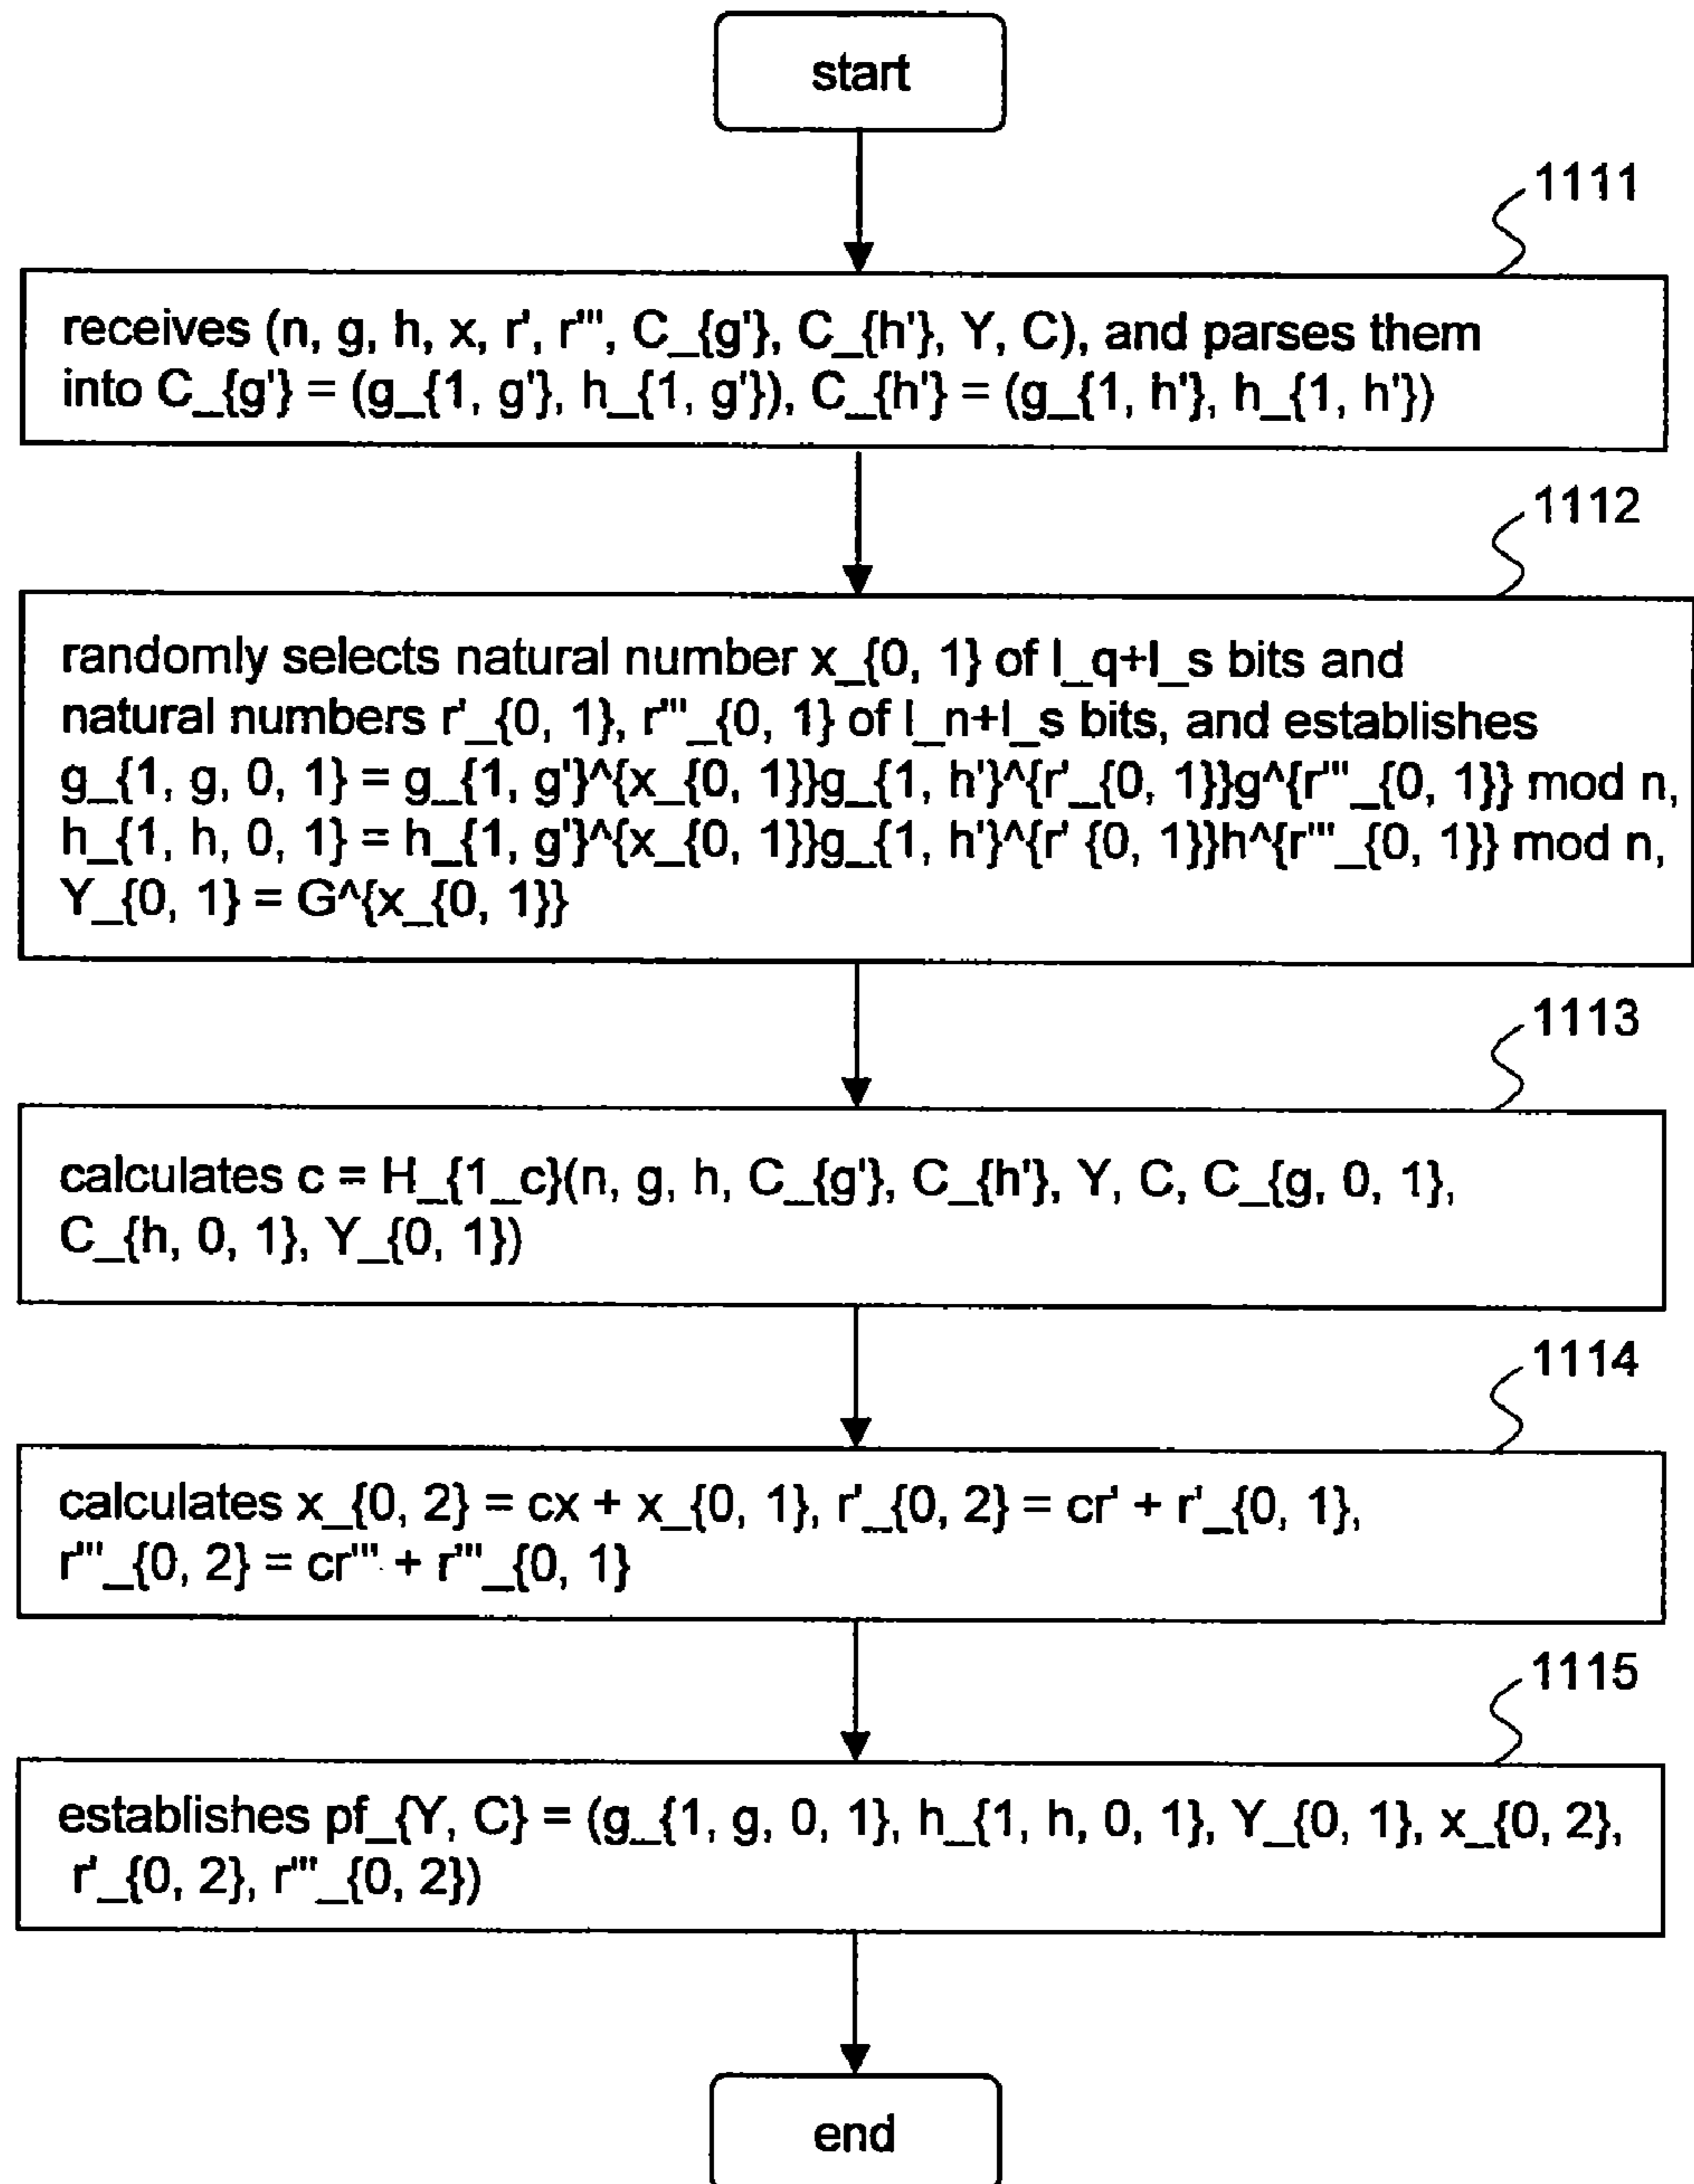 start
1111
receives (n, g, h, x, r', r''', C_{g'}, C_{h'}, Y, C), and parses them
into C_{g'} = (g_{1, g'}, h_{1, g'}), C_{h'} = (g_{1, h'}, h_{1, h'})
1112
randomly selects natural number x_{0, 1} of l_q+l_s bits and
natural numbers r'_{0, 1}, r'''_{0, 1} of l_n+l_s bits, and establishes
g_{1, g, 0, 1} = g_{1, g'}^{x_{0, 1}}g_{1, h'}^{r'_{0, 1}}g^{r'''_{0, 1}} mod n,
h_{1, h, 0, 1} = h_{1, g'}^{x_{0, 1}}g_{1, h'}^{r' {0, 1}}h^{r'''_{0, 1}} mod n,
Y_{0, 1} = G^{x_{0, 1}}
1113
calculates c = H_{1_c}(n, g, h, C_{g'}, C_{h'}, Y, C, C_{g, 0, 1},
C_{h, 0, 1}, Y_{0, 1})
1114
calculates x_{0, 2} = cx + x_{0, 1}, r'_{0, 2} = cr' + r'_{0, 1},
r'''_{0, 2} = cr''' + r'''_{0, 1}
1115
establishes pf_{Y, C} = (g_{1, g, 0, 1}, h_{1, h, 0, 1}, Y_{0, 1}, x_{0, 2},
r'_{0, 2}, r'''_{0, 2})
end